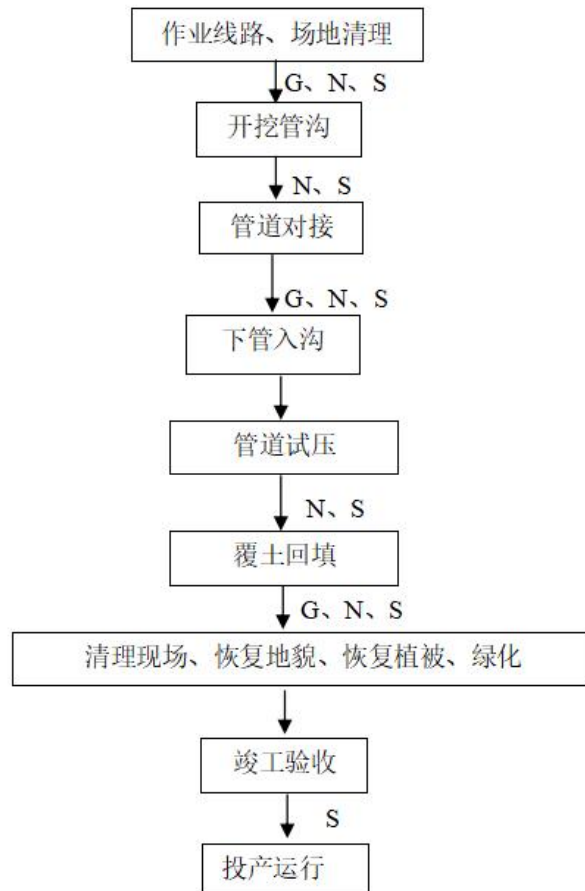 作业线路、场地清理
G、N、S
开挖管沟
N、S
管道对接
G、N、S
下管入沟
管道试压
N、S
覆土回填
G、N、S
清理现场、恢复地貌、恢复植被、绿化
竣工验收
S
投产运行